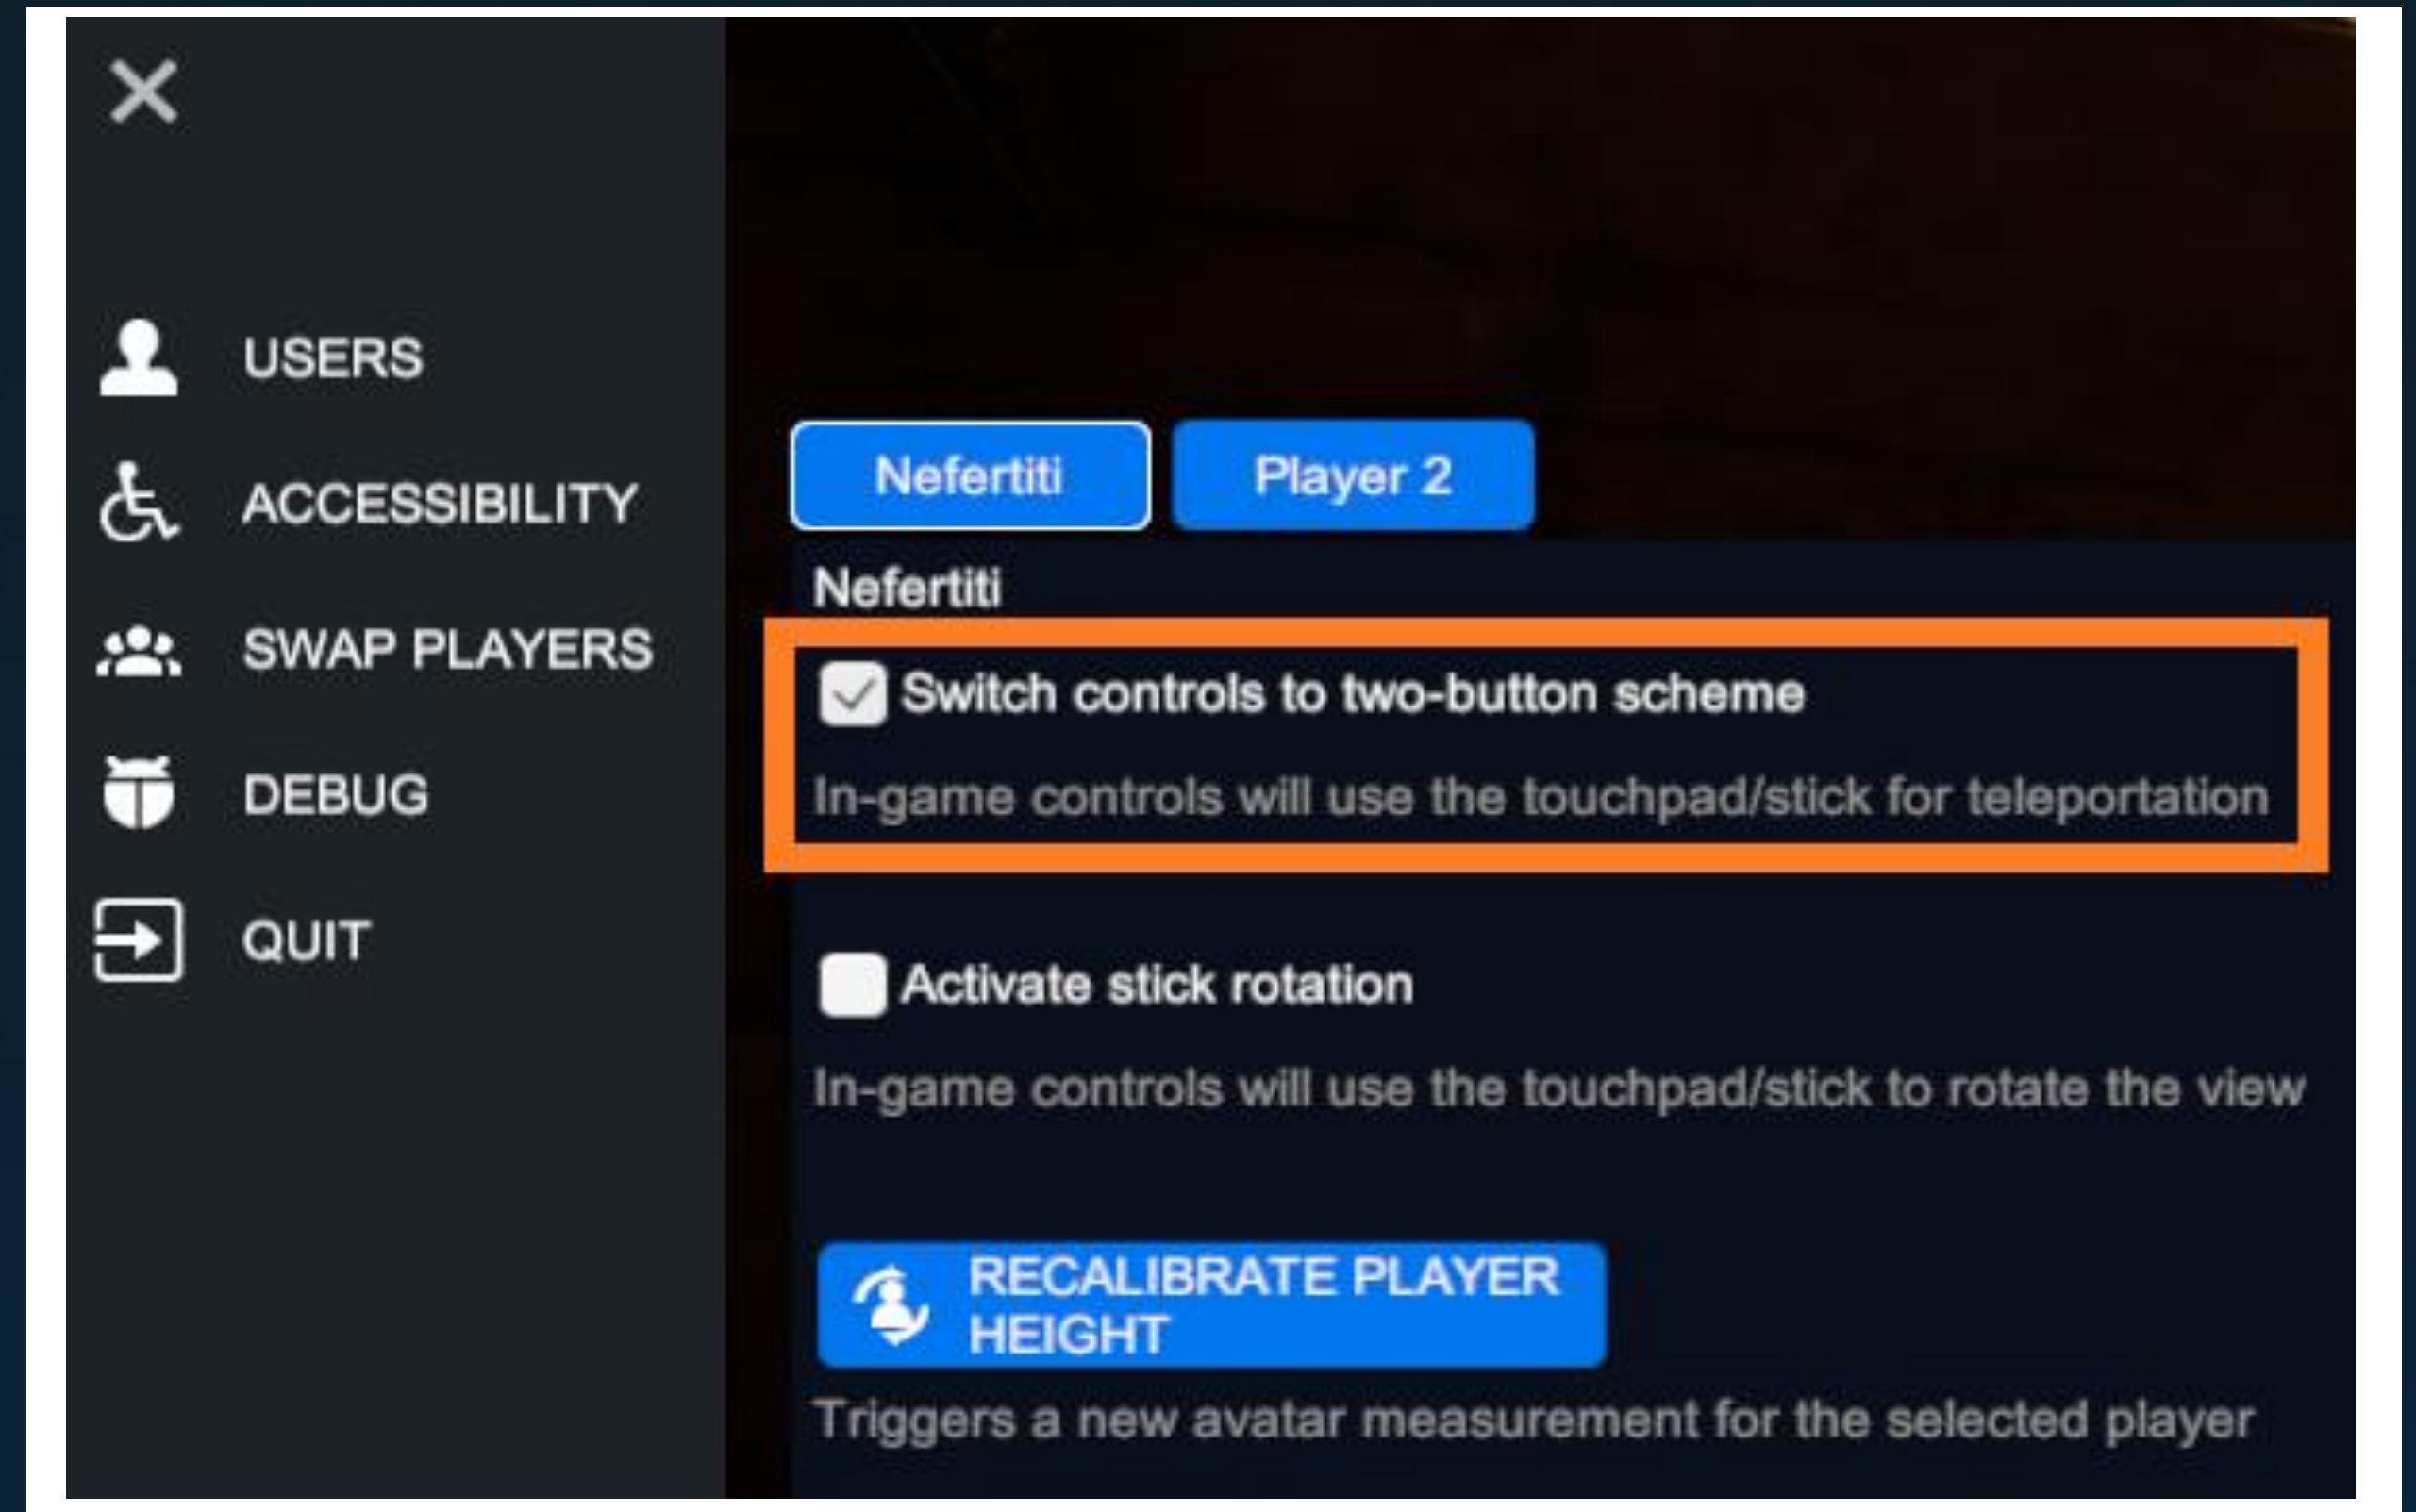 USERS
ACCESSIBILITY
SWAP PLAYERS
DEBUG
QUIT
Nefertiti
Player 2
Nefertiti
Switch controls to two-button scheme
In-game controls will use the touchpad/stick for teleportation
Activate stick rotation
In-game controls will use the touchpad/stick to rotate the view
RECALIBRATE PLAYER
HEIGHT
Triggers a new avatar measurement for the selected player